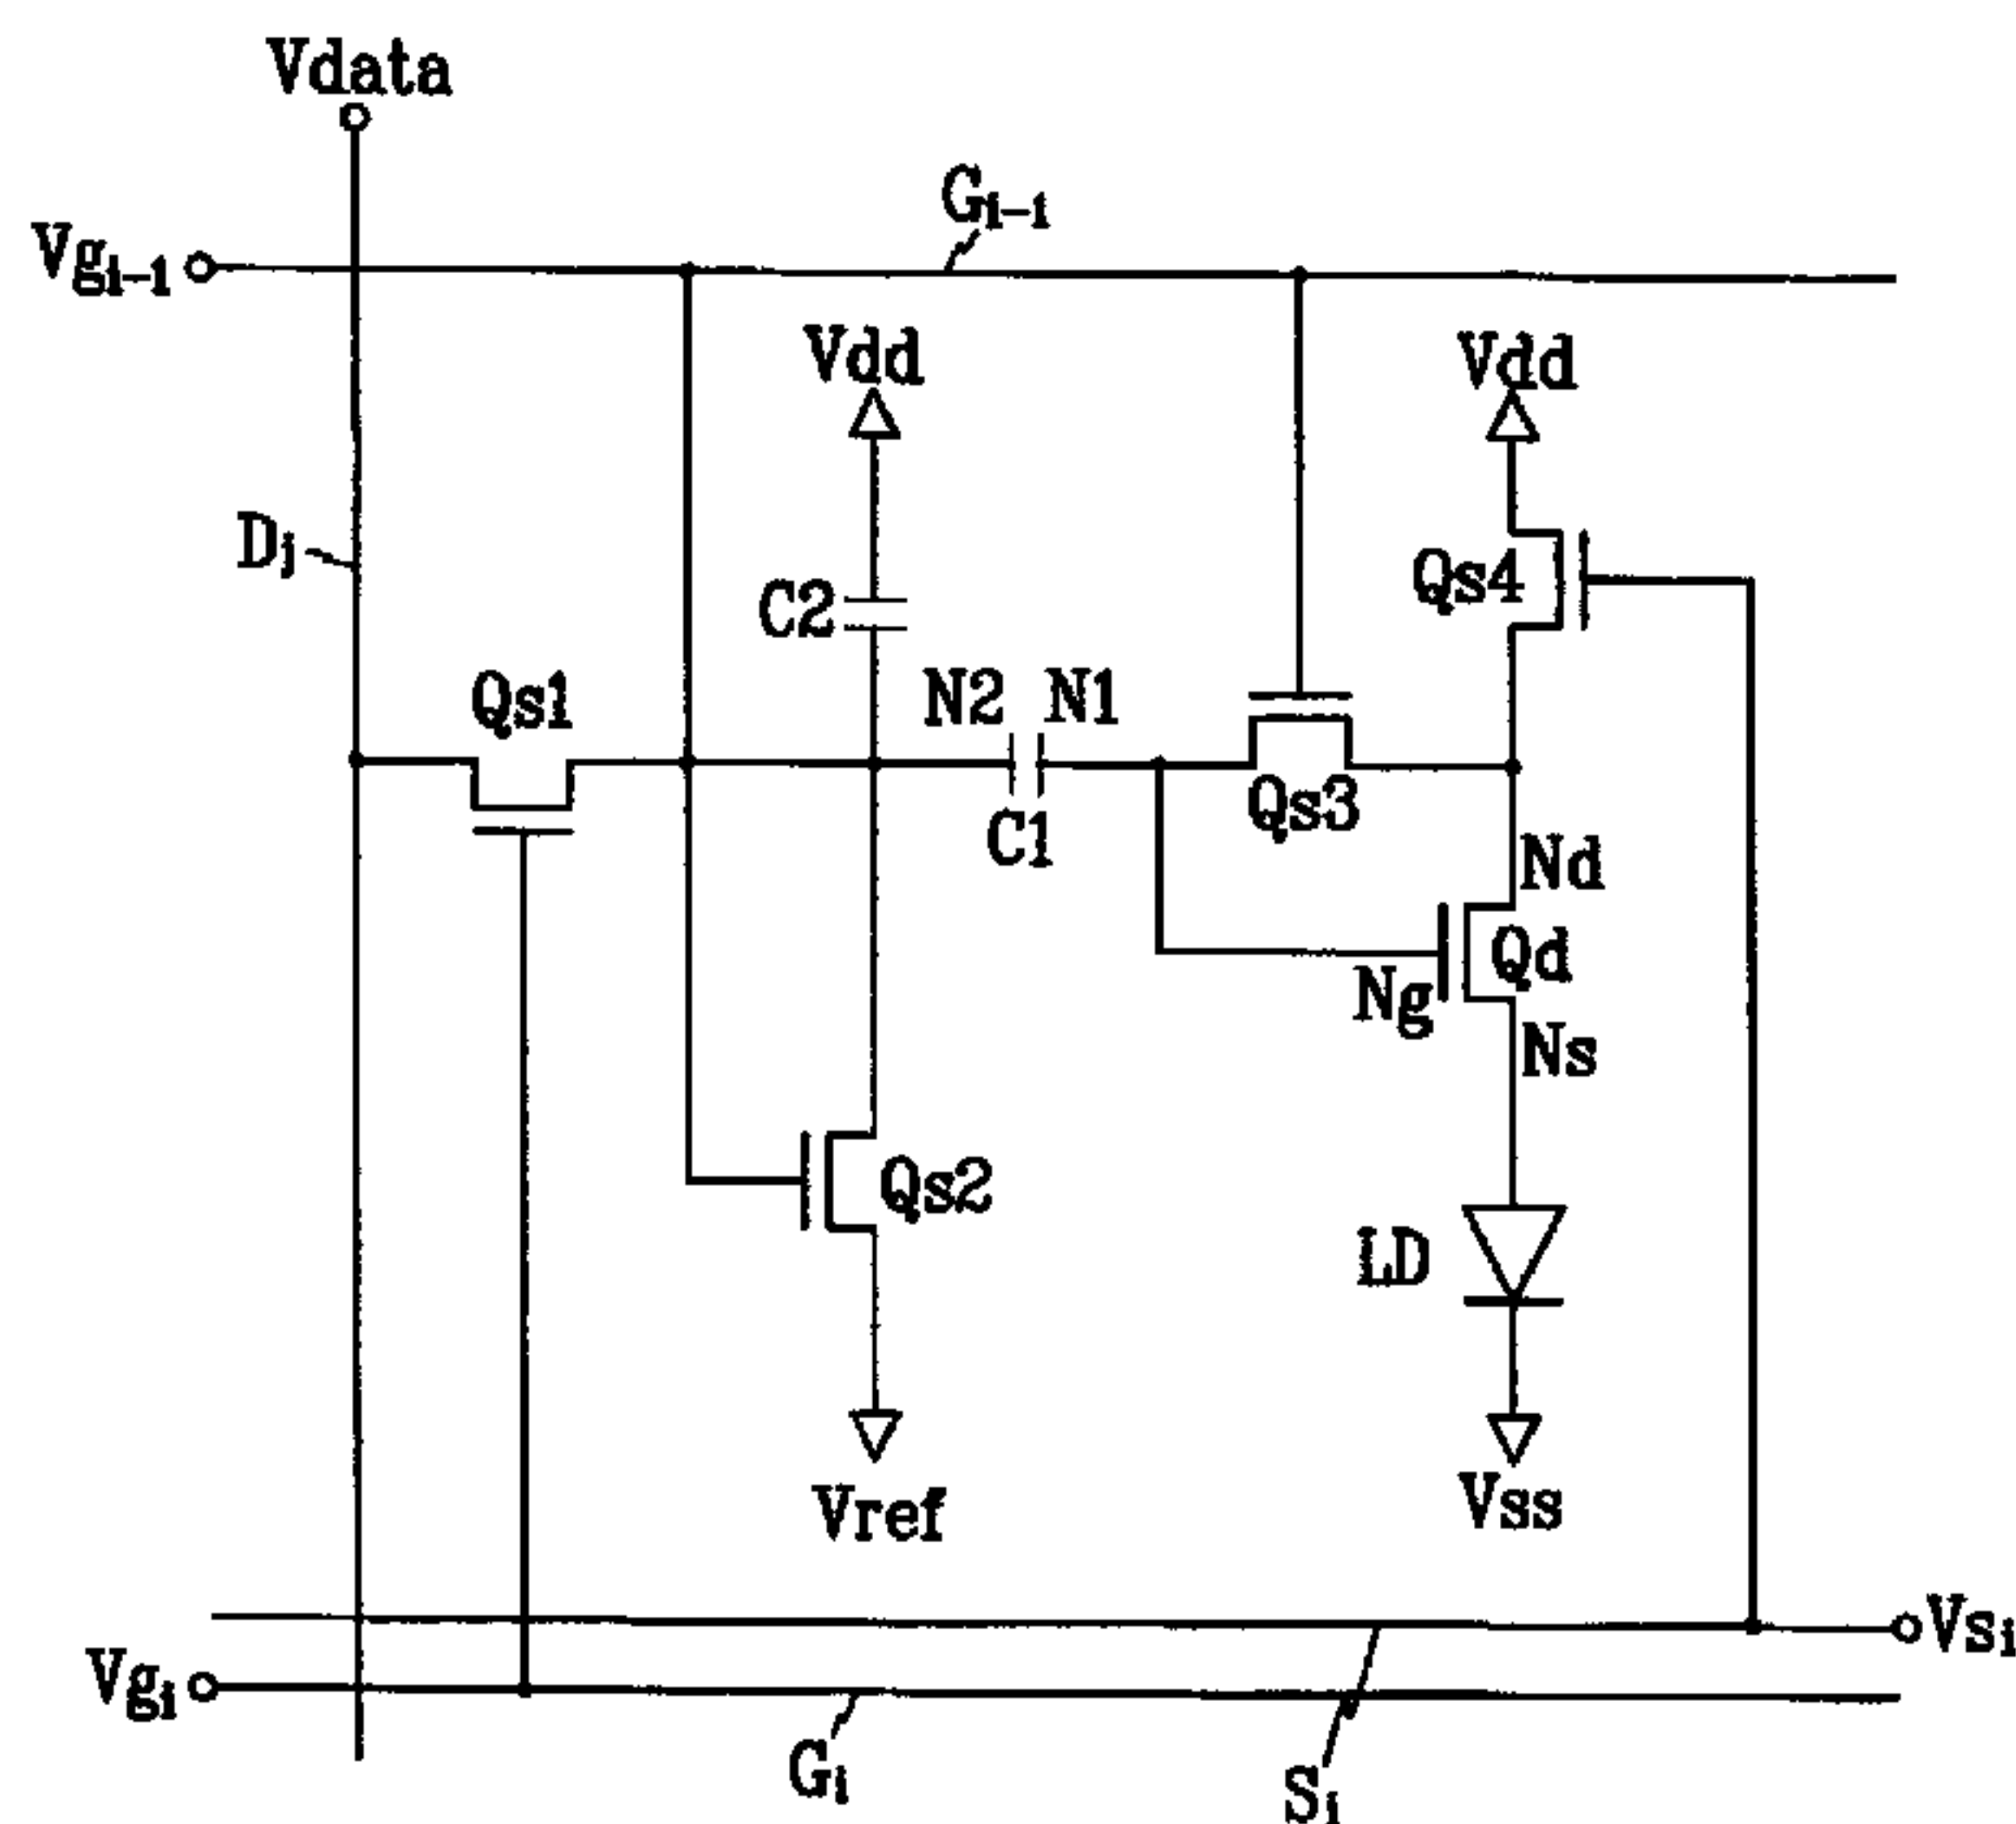 Vdata
Gi-1
Vgi-1
Vdd
Vdd
Dj
Qs4
C2
Qs1
N2
N1
Qs3
C1
Nd
Qd
Ng
Ns
Qs2
LD
Vref
Vss
Vsi
Vgi
Gi
Si